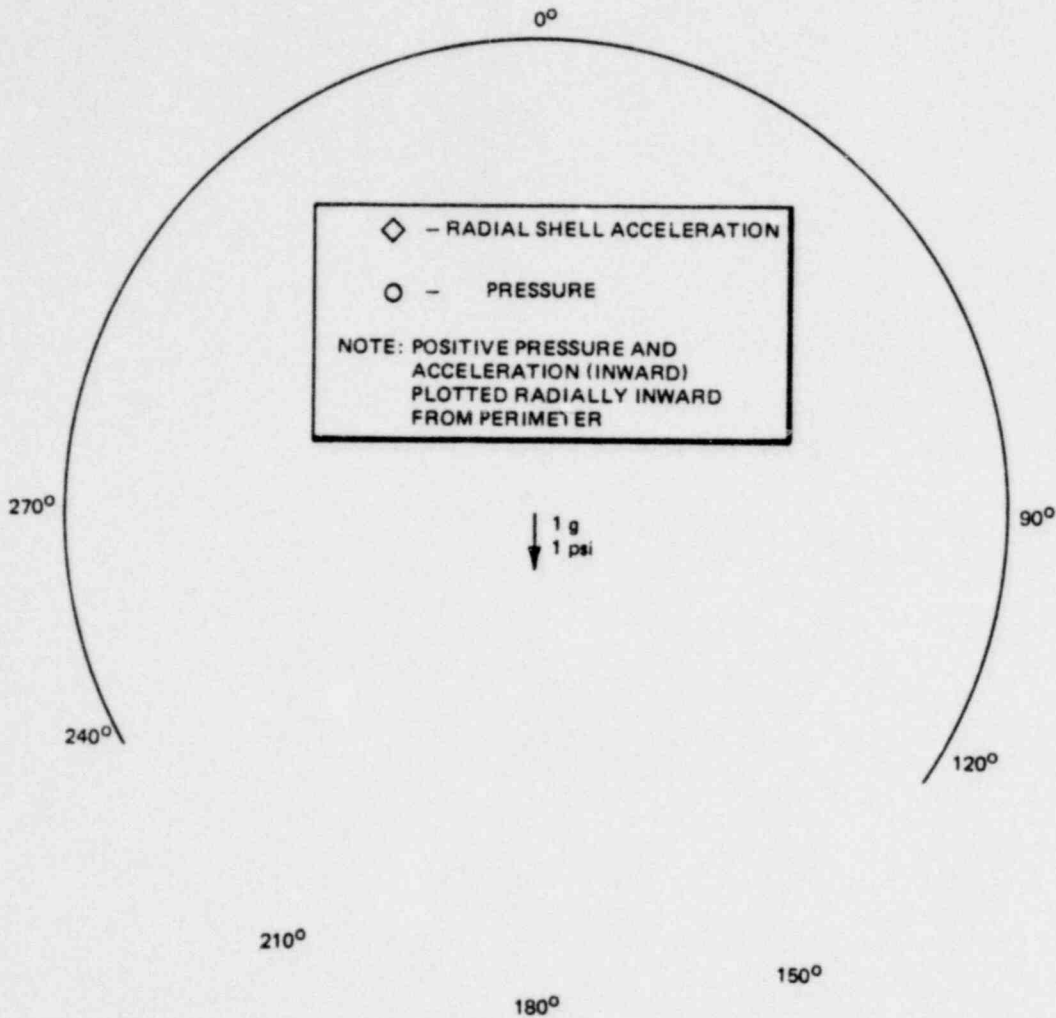 0°
◇ – RADIAL SHELL ACCELERATION
○ – PRESSURE
NOTE: POSITIVE PRESSURE AND
ACCELERATION (INWARD)
PLOTTED RADIALLY INWARD
FROM PERIMETER
270°
90°
1 g
1 psi
240°
120°
210°
150°
180°